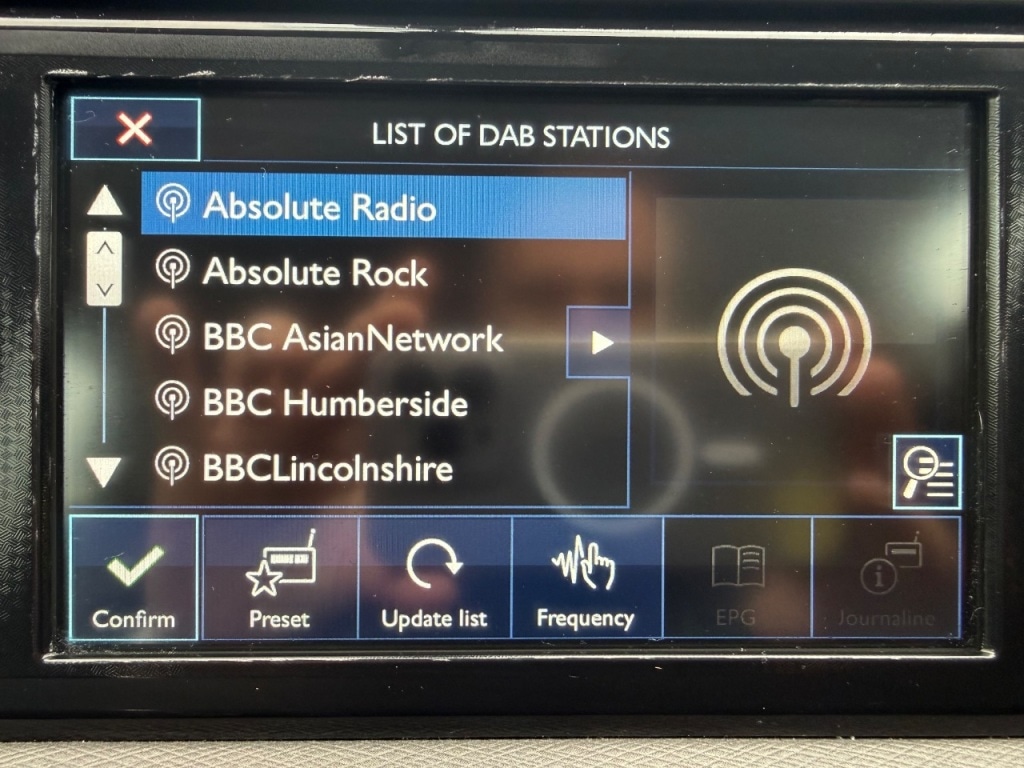 LIST OF DAB STATIONS
Absolute Radio
Absolute Rock
BBC AsianNetwork
BBC Humberside
BBCLincolnshire
Confirm
Preset
Update list
Frequency
EPG
Journaline